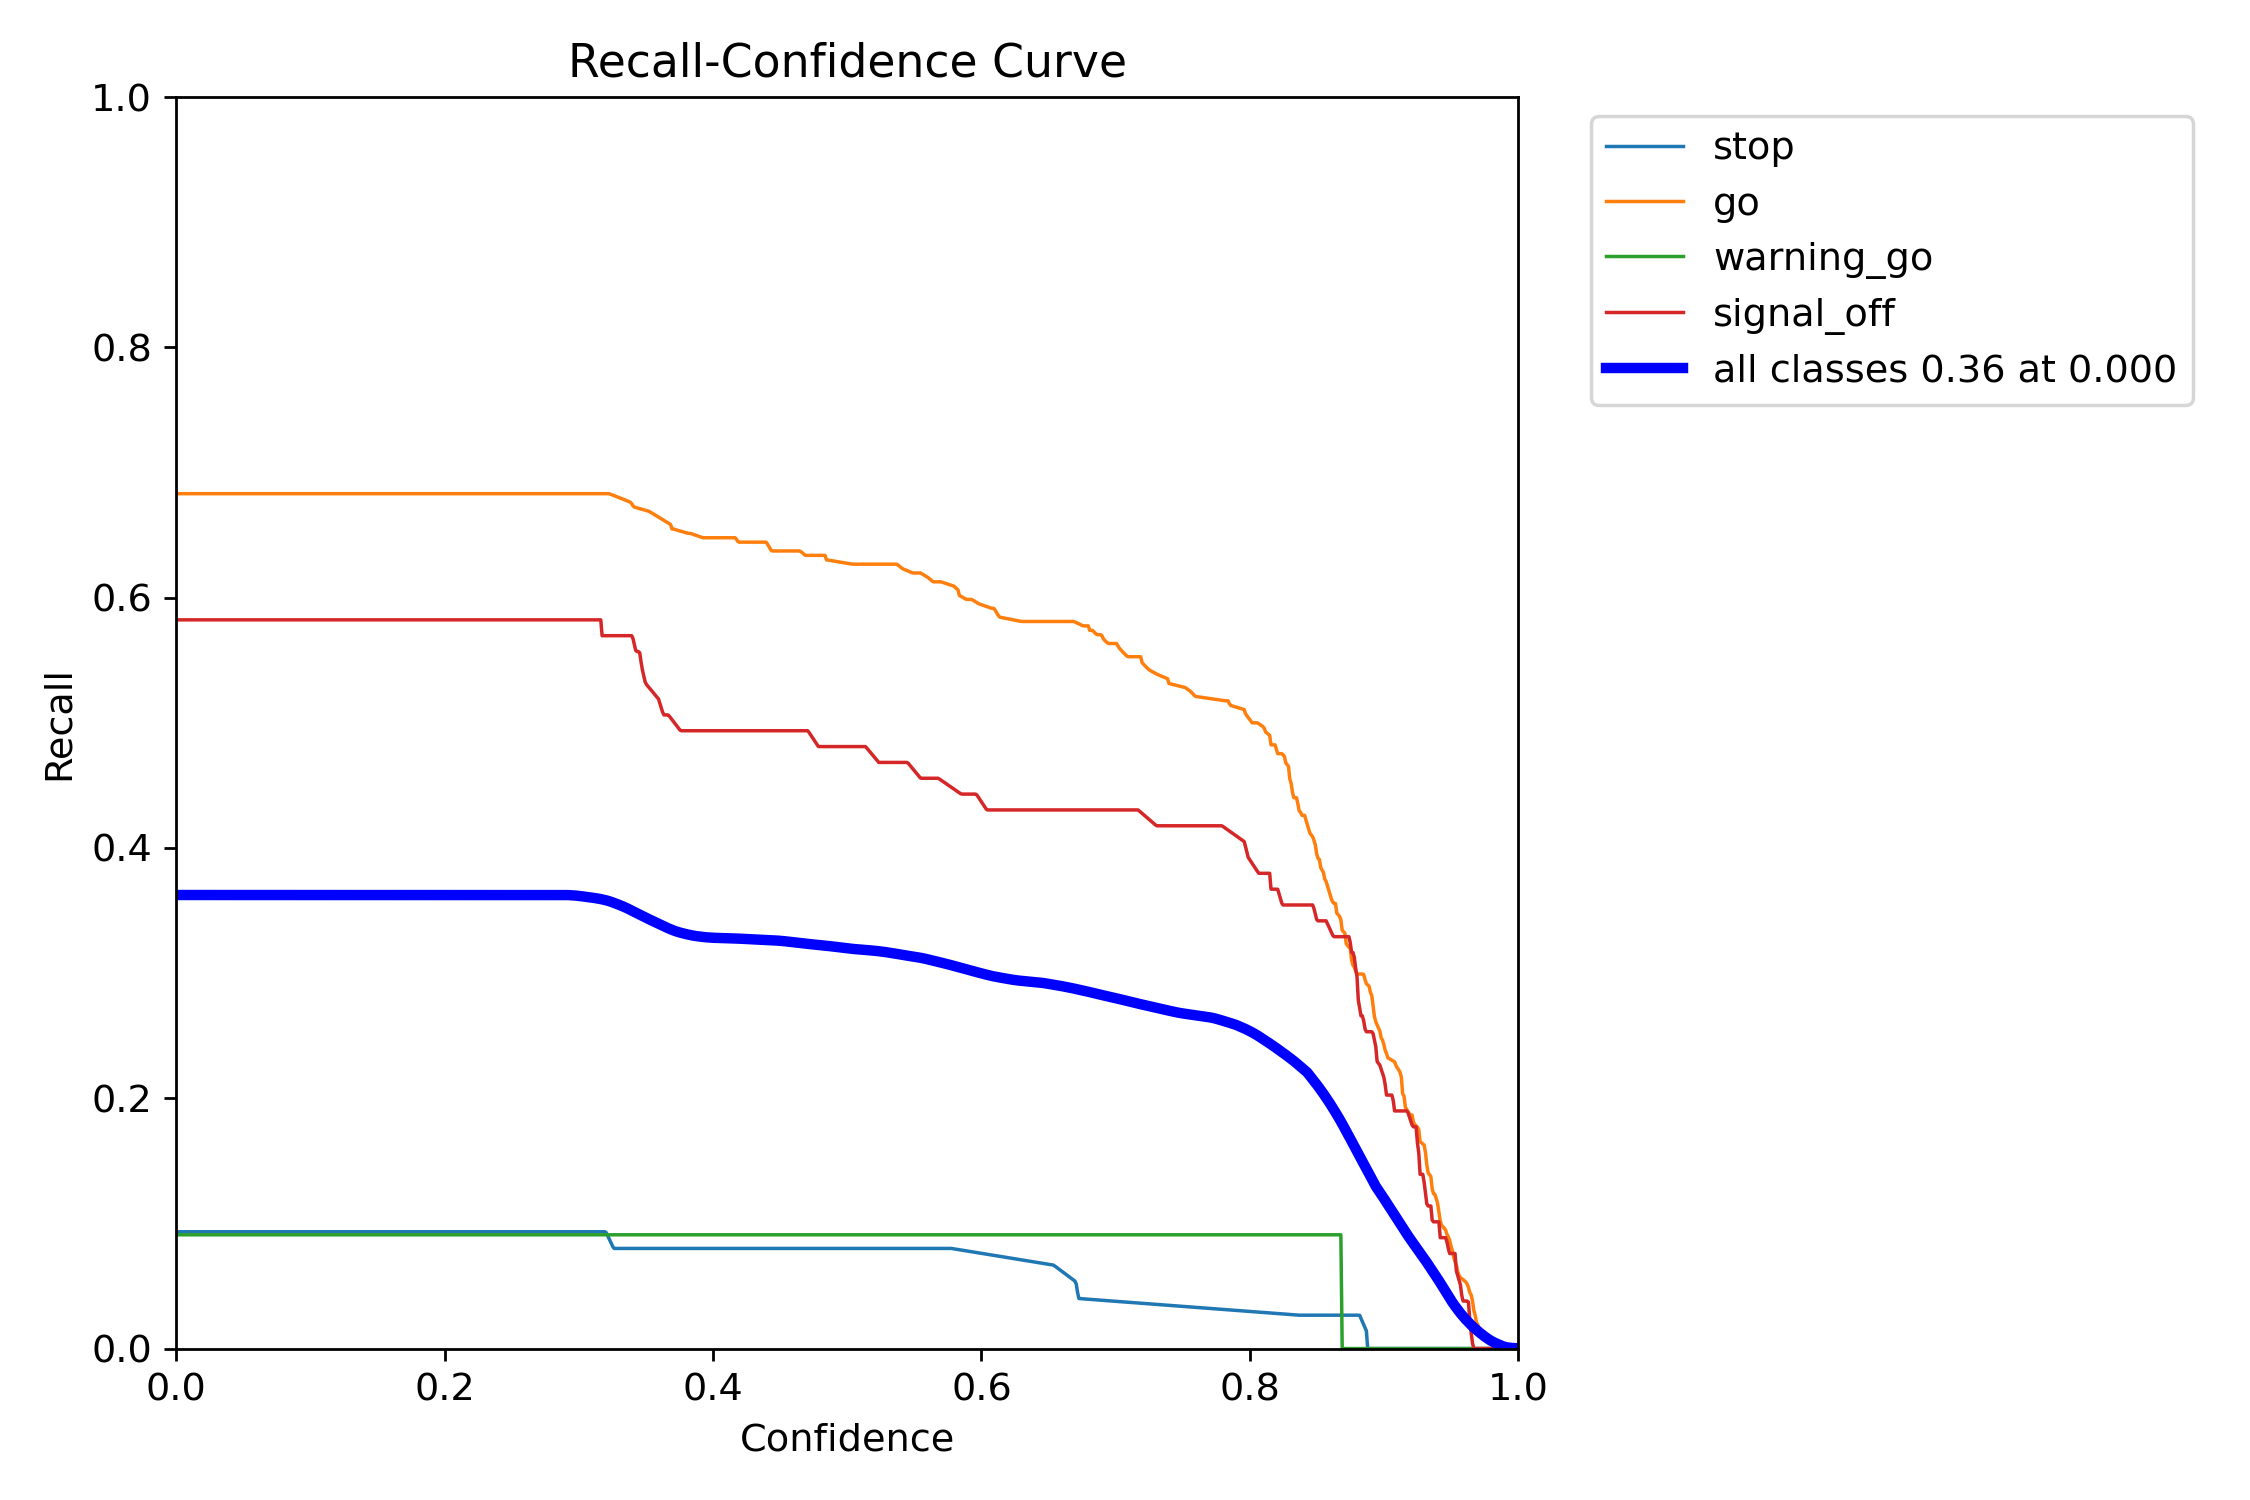 Recall-Confidence Curve
1.0
0.8
0.6
0.4
0.2
0.0
Recall
0.0 0.2 0.4 0.6 0.8 1.0
Confidence
stop
go
warning_go
signal_off
all classes 0.36 at 0.000